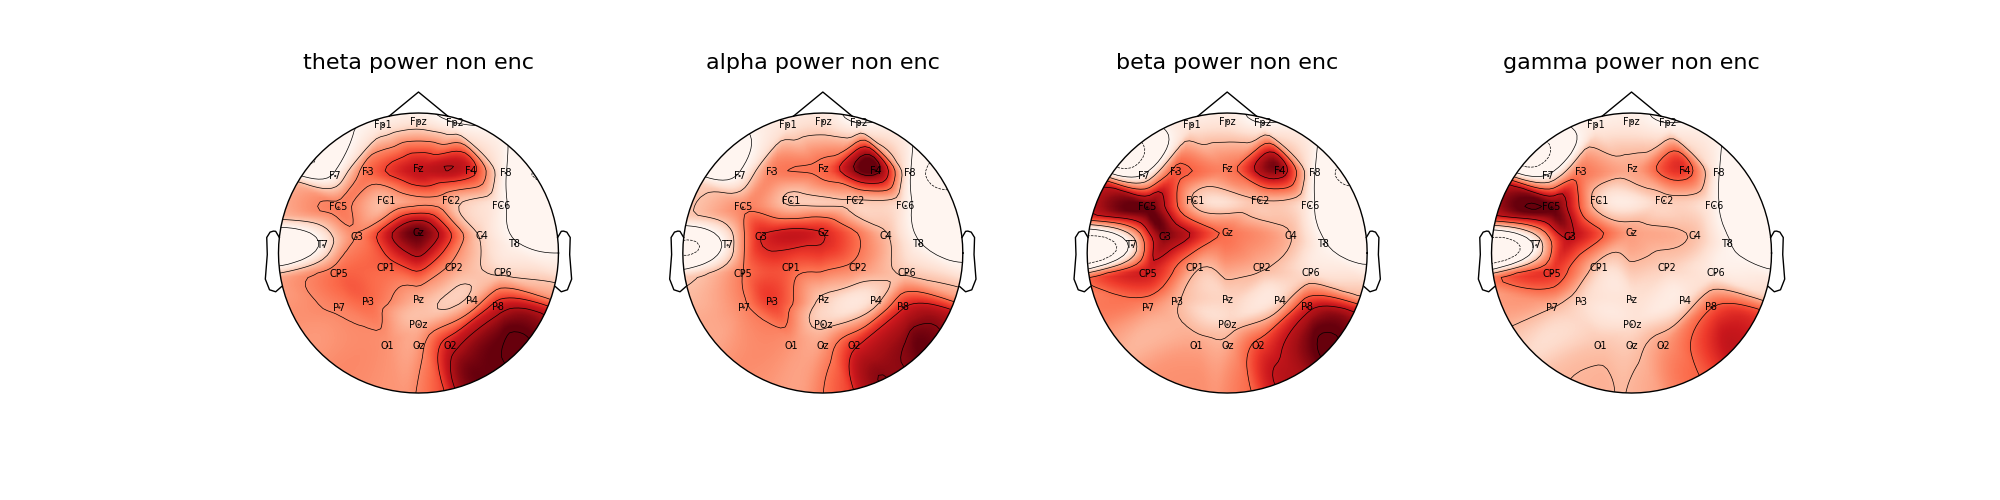 theta power non enc
alpha power non enc
beta power non enc
gamma power non enc
Fp1 Fpz Fp2
F7 F3 Fz F4 F8
FC5 FC1 FC2 FC6
T7 C3 Cz C4 T8
CP5 CP1 CP2 CP6
P7 P3 Pz P4 P8
POz
O1 Oz O2
Fp1 Fpz Fp2
F7 F3 Fz F4 F8
FC5 FC1 FC2 FC6
T7 C3 Cz C4 T8
CP5 CP1 CP2 CP6
P7 P3 Pz P4 P8
POz
O1 Oz O2
Fp1 Fpz Fp2
F7 F3 Fz F4 F8
FC5 FC1 FC2 FC6
T7 C3 Cz C4 T8
CP5 CP1 CP2 CP6
P7 P3 Pz P4 P8
POz
O1 Oz O2
Fp1 Fpz Fp2
F7 F3 Fz F4 F8
FC5 FC1 FC2 FC6
T7 C3 Cz C4 T8
CP5 CP1 CP2 CP6
P7 P3 Pz P4 P8
POz
O1 Oz O2